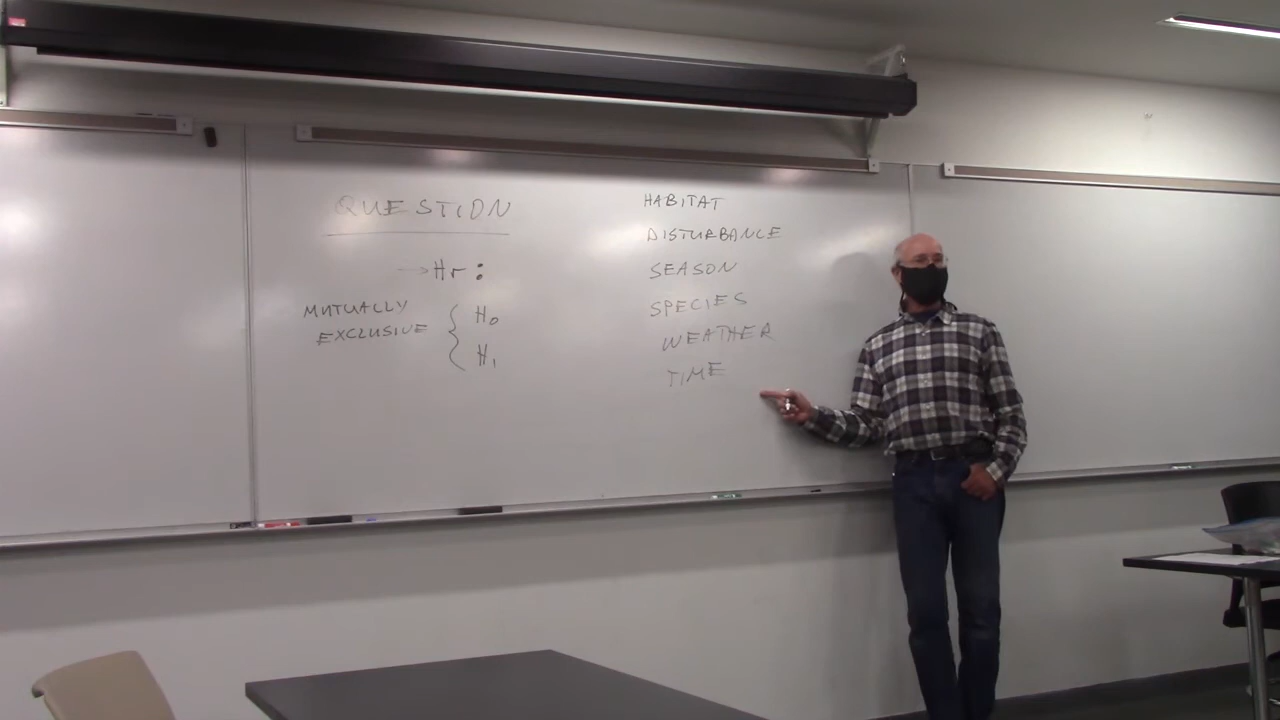 QUESTION
→ Hr :
MUTUALLY
EXCLUSIVE { H₀
H₁
HABITAT
DISTURBANCE
SEASON
SPECIES
WEATHER
TIME